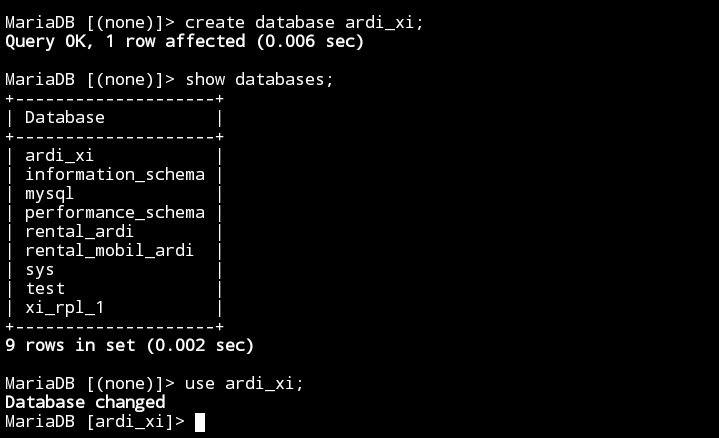 MariaDB [(none)]> create database ardi_xi;
Query OK, 1 row affected (0.006 sec)
MariaDB [(none)]> show databases;
+--------------------+
| Database           |
+--------------------+
| ardi_xi            |
| information_schema |
| mysql              |
| performance_schema |
| rental_ardi        |
| rental_mobil_ardi  |
| sys                |
| test               |
| xi_rpl_1           |
+--------------------+
9 rows in set (0.002 sec)
MariaDB [(none)]> use ardi_xi;
Database changed
MariaDB [ardi_xi]>